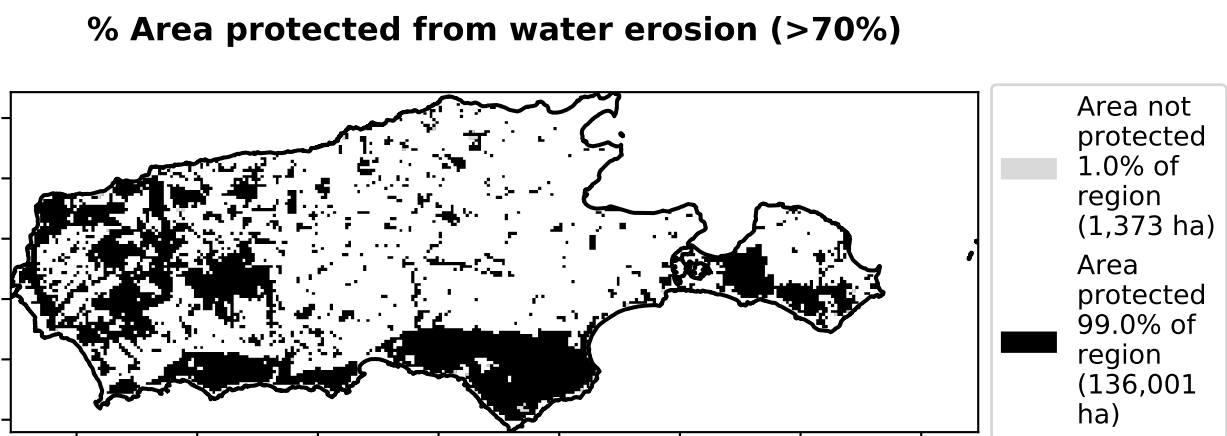 % Area protected from water erosion (>70%)
Area not
protected
1.0% of
region
(1,373 ha)
Area
protected
99.0% of
region
(136,001
ha)